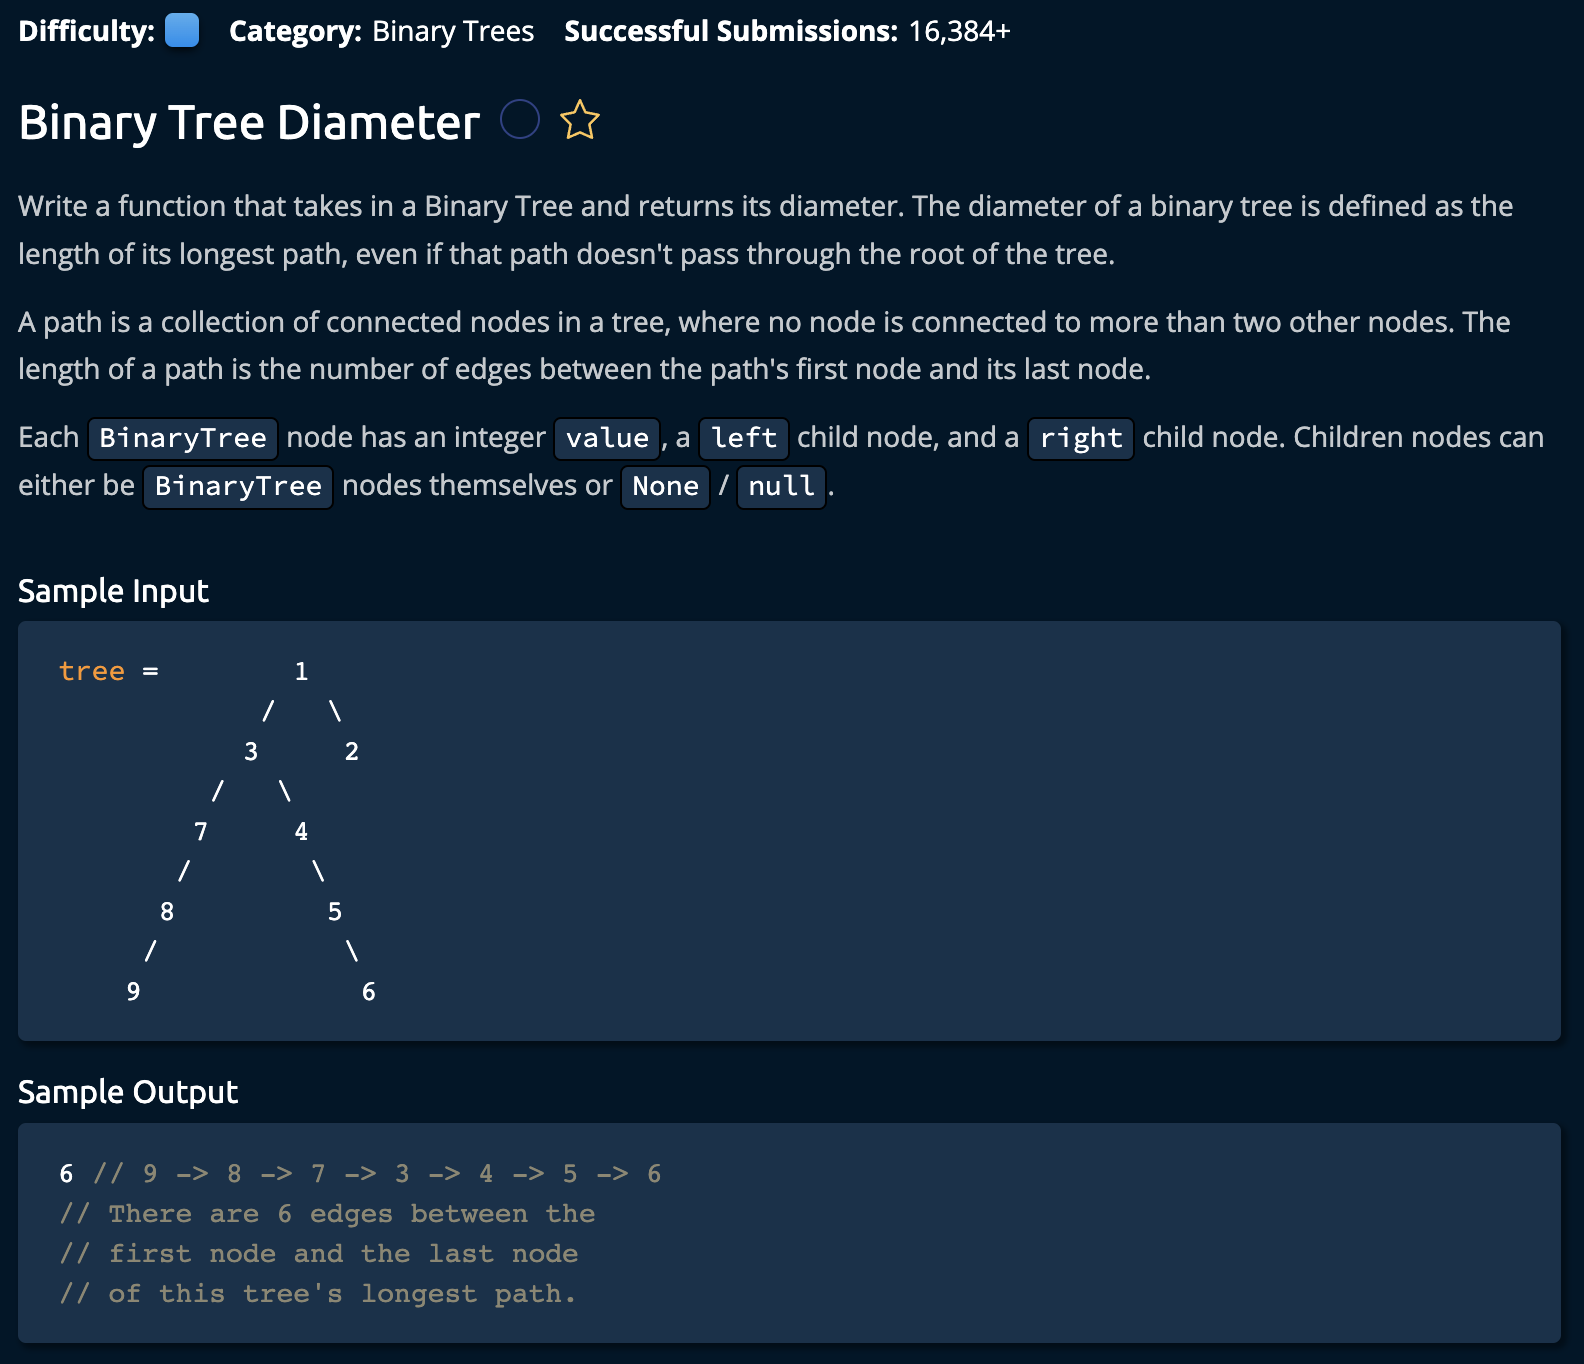 Difficulty: Category: Binary Trees Successful Submissions: 16,384+
Binary Tree Diameter
Write a function that takes in a Binary Tree and returns its diameter. The diameter of a binary tree is defined as the
length of its longest path, even if that path doesn't pass through the root of the tree.
A path is a collection of connected nodes in a tree, where no node is connected to more than two other nodes. The
length of a path is the number of edges between the path's first node and its last node.
Each BinaryTree node has an integer value, a left child node, and a right child node. Children nodes can
either be BinaryTree nodes themselves or None / null.
Sample Input
tree =        1
            /   \
           3     2
         /   \
        7     4
       /       \
      8         5
     /           \
    9             6
Sample Output
6 // 9 -> 8 -> 7 -> 3 -> 4 -> 5 -> 6
// There are 6 edges between the
// first node and the last node
// of this tree's longest path.